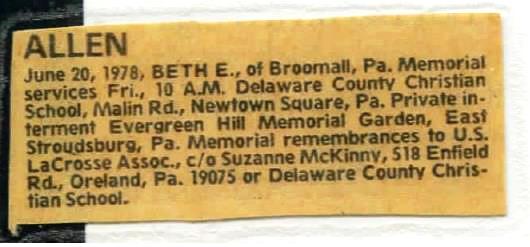 ALLEN
June 20, 1978, BETH E., of Broomall, Pa. Memorial
services Fri., 10 A.M. Delaware County Christian
School, Malin Rd., Newtown Square, Pa. Private in-
terment Evergreen Hill Memorial Garden, East
Stroudsburg, Pa. Memorial remembrances to U.S.
LaCrosse Assoc., c/o Suzanne McKinny, 518 Enfield
Rd., Oreland, Pa. 19075 or Delaware County Chris-
tian School.